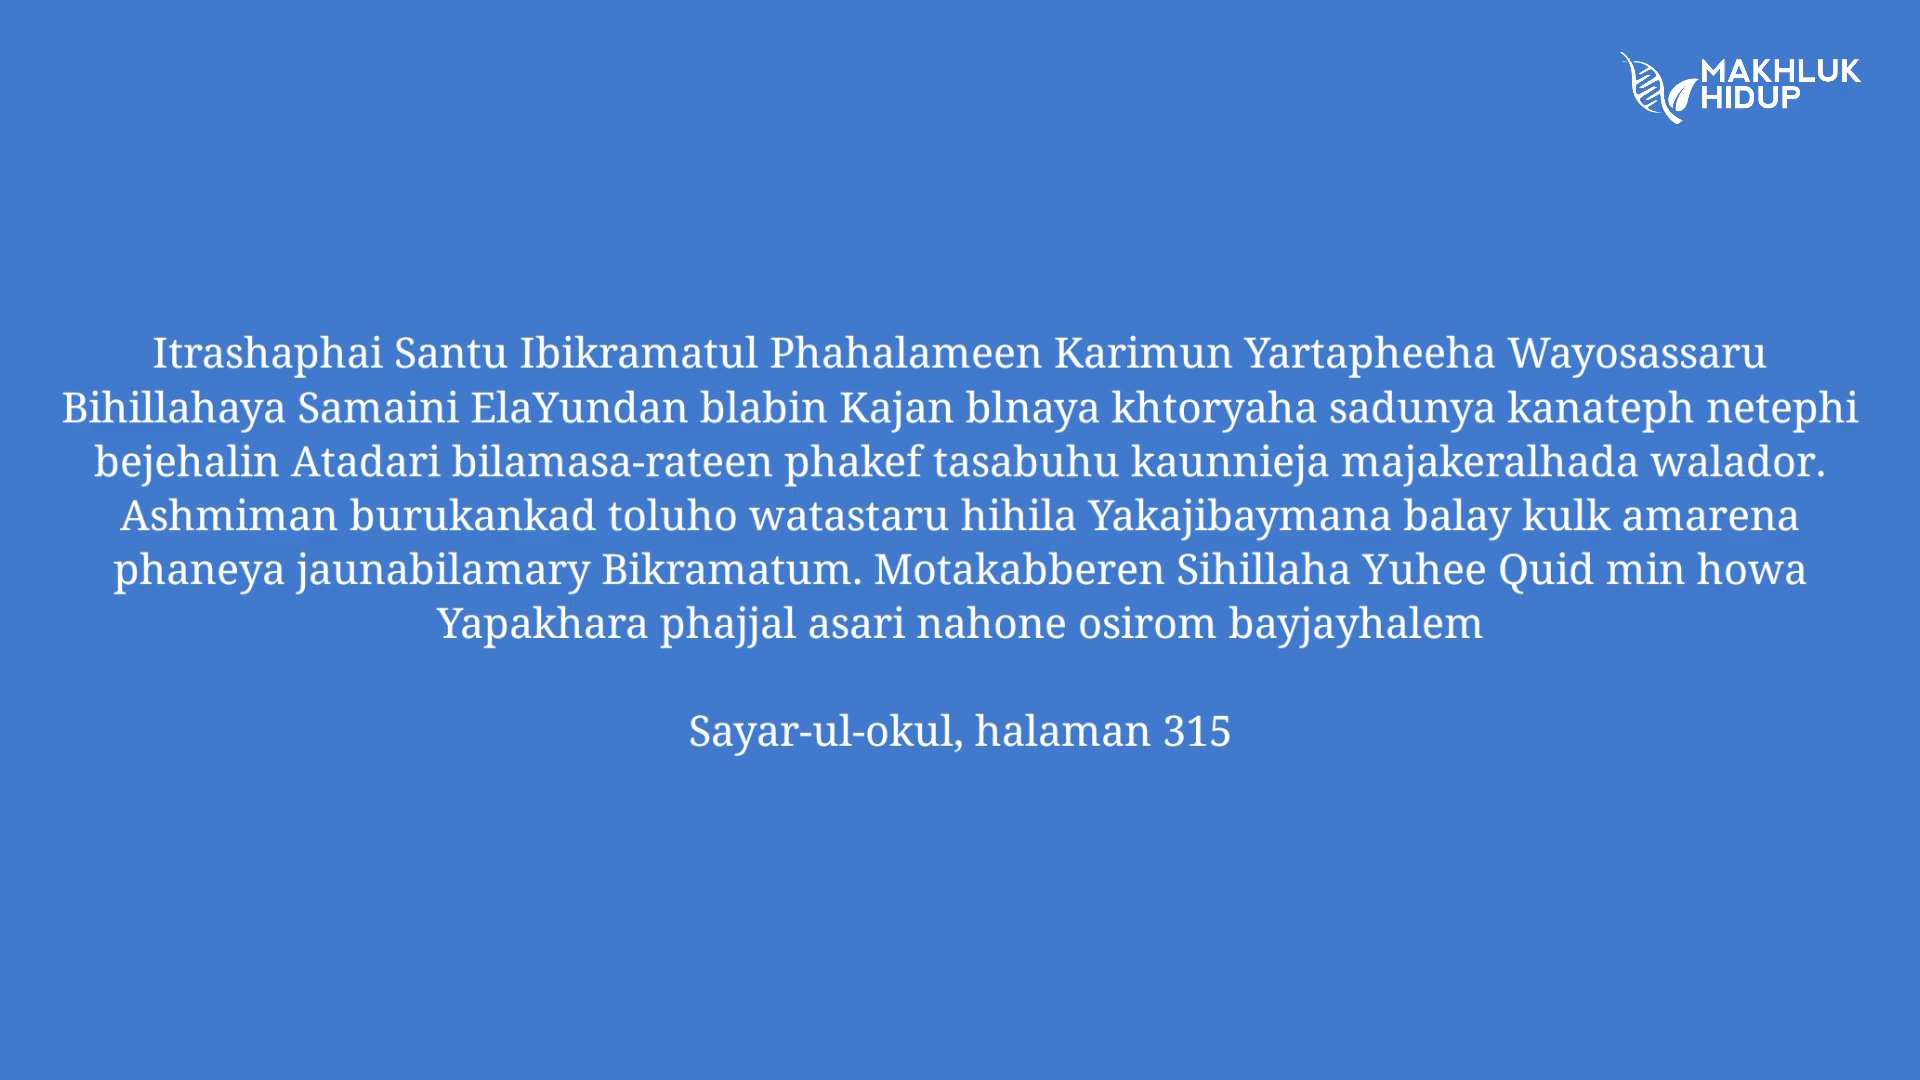 MAKHLUK
HIDUP
Itrashaphai Santu Ibikramatul Phahalameen Karimun Yartapheeha Wayosassaru
Bihillahaya Samaini ElaYundan blabin Kajan blnaya khtoryaha sadunya kanateph netephi
bejehalin Atadari bilamasa-rateen phakef tasabuhu kaunnieja majakeralhada walador.
Ashmiman burukankad toluho watastaru hihila Yakajibaymana balay kulk amarena
phaneya jaunabilamary Bikramatum. Motakabberen Sihillaha Yuhee Quid min howa
Yapakhara phajjal asari nahone osirom bayjayhalem
Sayar-ul-okul, halaman 315